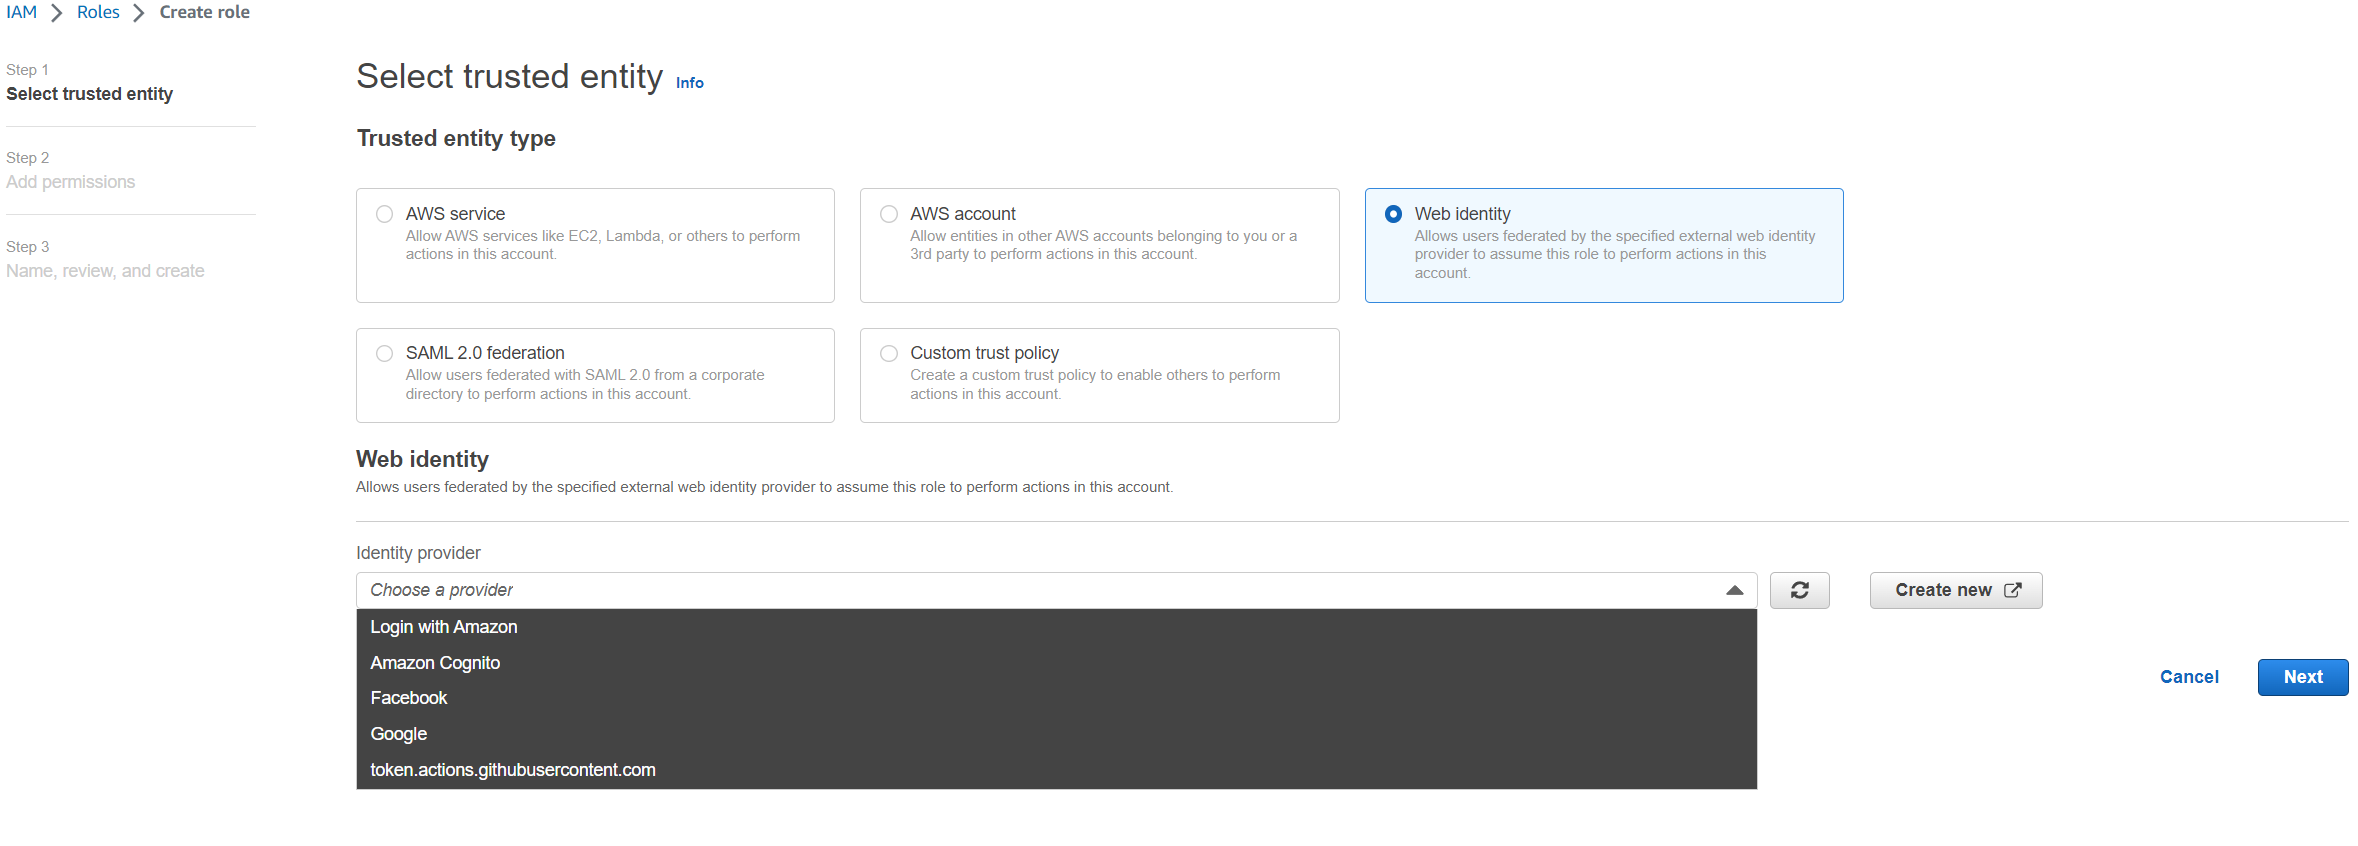 IAM > Roles > Create role
Step 1
Select trusted entity
Step 2
Add permissions
Step 3
Name, review, and create
Select trusted entity Info
Trusted entity type
AWS service
Allow AWS services like EC2, Lambda, or others to perform
actions in this account.
AWS account
Allow entities in other AWS accounts belonging to you or a
3rd party to perform actions in this account.
Web identity
Allows users federated by the specified external web identity
provider to assume this role to perform actions in this
account.
SAML 2.0 federation
Allow users federated with SAML 2.0 from a corporate
directory to perform actions in this account.
Custom trust policy
Create a custom trust policy to enable others to perform
actions in this account.
Web identity
Allows users federated by the specified external web identity provider to assume this role to perform actions in this account.
Identity provider
Choose a provider
Create new
Login with Amazon
Amazon Cognito
Facebook
Google
token.actions.githubusercontent.com
Cancel
Next